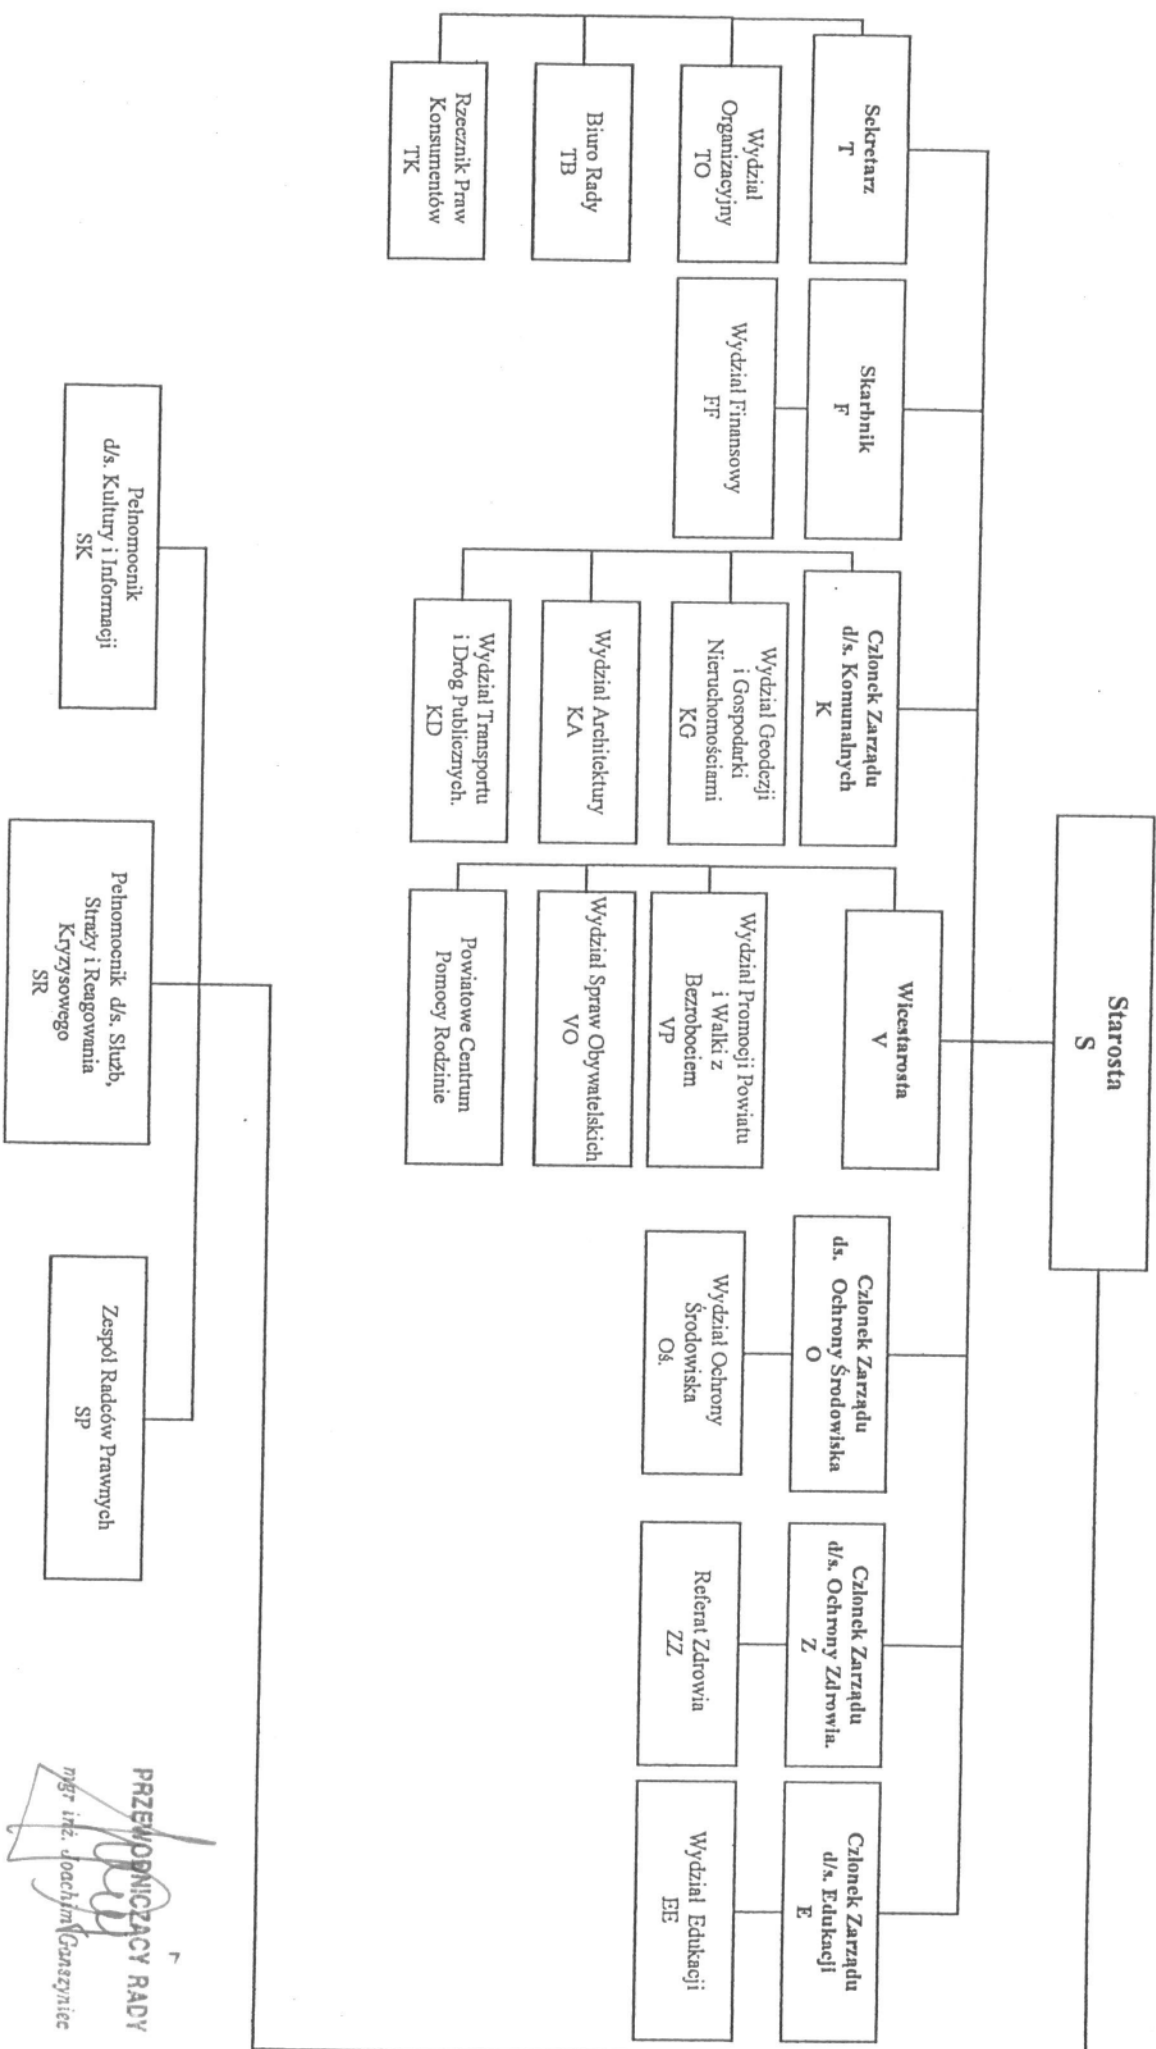 Starosta
S
Sekretarz
T
Skarbnik
F
Członek Zarządu
d/s. Komunalnych
K
Wicestarosta
V
Członek Zarządu
ds. Ochrony Środowiska
O
Członek Zarządu
d/s. Ochrony Zdrowia.
Z
Członek Zarządu
d/s. Edukacji
E
Wydział
Organizacyjny
TO
Wydział Finansowy
FF
Wydział Geodezji
i Gospodarki
Nieruchomościami
KG
Wydział Promocji Powiatu
i Walki z
Bezrobociem
VP
Wydział Ochrony
Środowiska
Oś.
Referat Zdrowia
ZZ
Wydział Edukacji
EE
Biuro Rady
TB
Wydział Architektury
KA
Wydział Spraw Obywatelskich
VO
Rzecznik Praw
Konsumentów
TK
Wydział Transportu
i Dróg Publicznych.
KD
Powiatowe Centrum
Pomocy Rodzinie
Pełnomocnik
d/s. Kultury i Informacji
SK
Pełnomocnik d/s. Służb,
Straży i Reagowania
Kryzysowego
SR
Zespół Radców Prawnych
SP
PRZEWODNICZĄCY RADY
mgr inż. Joachim Ganszyniec